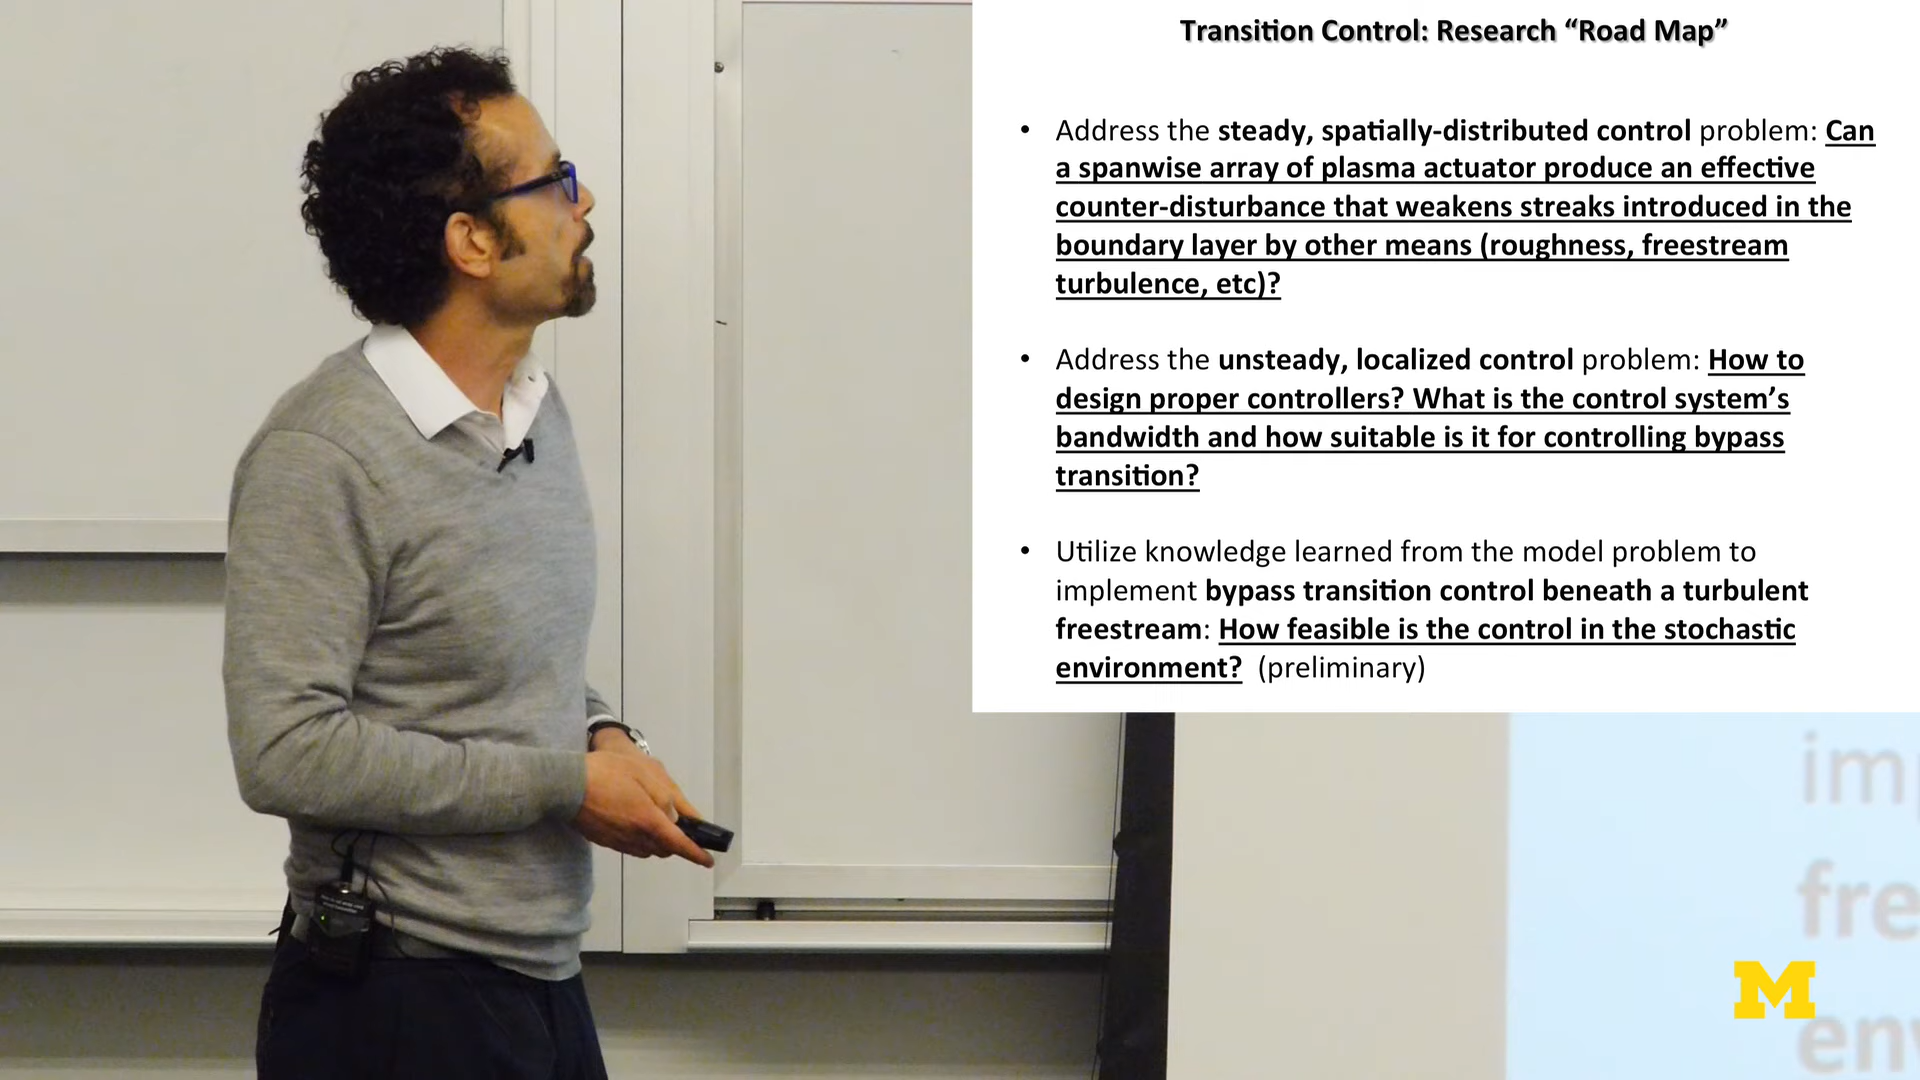 Transition Control: Research “Road Map”
• Address the steady, spatially-distributed control problem: Can
a spanwise array of plasma actuator produce an effective
counter-disturbance that weakens streaks introduced in the
boundary layer by other means (roughness, freestream
turbulence, etc)?
• Address the unsteady, localized control problem: How to
design proper controllers? What is the control system’s
bandwidth and how suitable is it for controlling bypass
transition?
• Utilize knowledge learned from the model problem to
implement bypass transition control beneath a turbulent
freestream: How feasible is the control in the stochastic
environment? (preliminary)
im
fre
M
env